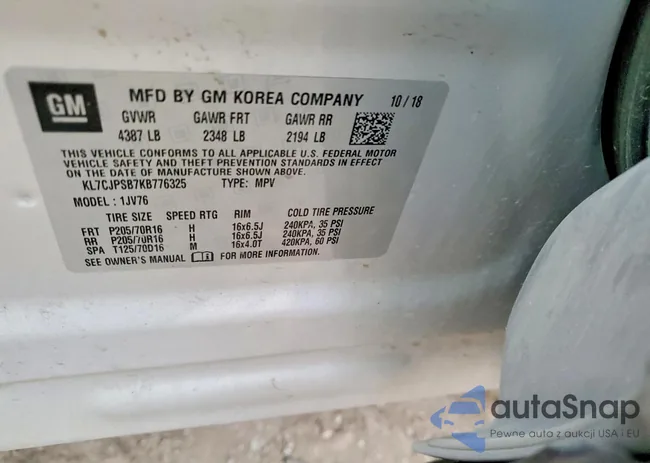 GM
MFD BY GM KOREA COMPANY 10/18
GVWR GAWR FRT GAWR RR
4387 LB 2348 LB 2194 LB
THIS VEHICLE CONFORMS TO ALL APPLICABLE U.S. FEDERAL MOTOR
VEHICLE SAFETY AND THEFT PREVENTION STANDARDS IN EFFECT
ON THE DATE OF MANUFACTURE SHOWN ABOVE.
KL7CJPSB7KB776325 TYPE: MPV
MODEL: 1JV76
TIRE SIZE SPEED RTG RIM COLD TIRE PRESSURE
FRT P205/70R16 H 16x6.5J 240KPA, 35 PSI
RR P205/70R16 H 16x6.5J 240KPA, 35 PSI
SPA T125/70D16 M 16x4.0T 420KPA, 60 PSI
SEE OWNER'S MANUAL FOR MORE INFORMATION.
autoSnap
Pewne auta z aukcji USA i EU